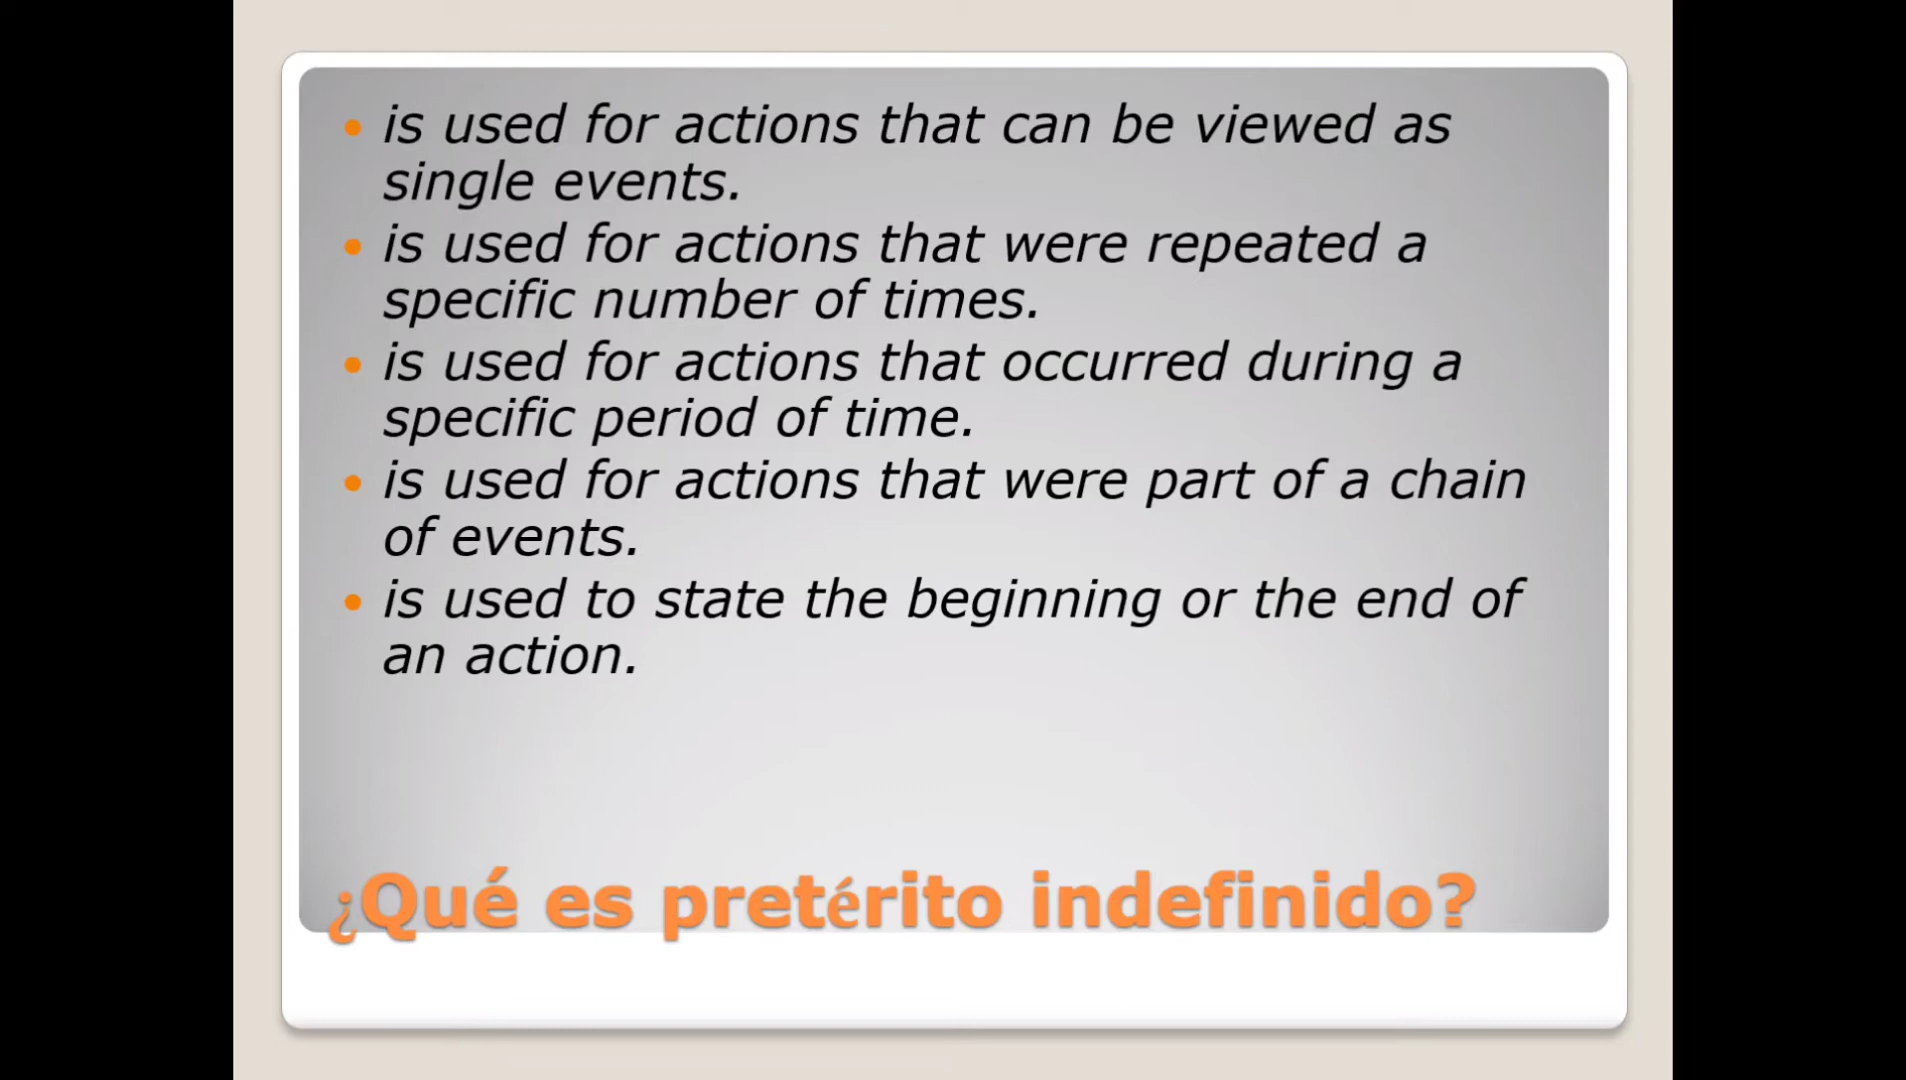 is used for actions that can be viewed as
single events.
is used for actions that were repeated a
specific number of times.
is used for actions that occurred during a
specific period of time.
is used for actions that were part of a chain
of events.
is used to state the beginning or the end of
an action.
¿Qué es pretérito indefinido?